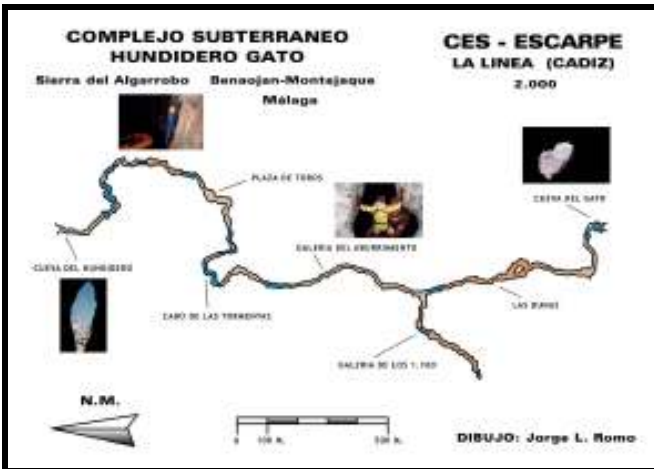 COMPLEJO SUBTERRANEO
HUNDIDERO GATO
Sierra del Algarrobo Benaojan-Montejaque
Málaga
CES - ESCARPE
LA LINEA (CADIZ)
2.000
PLAZA DE TOROS
CUEVA DEL GATO
GALERIA DEL ABURRIMIENTO
CUEVA DEL HUNDIDERO
CABO DE LAS TORMENTAS
LAS DUNAS
GALERIA DE LOS
N.M.
0 100 M.
DIBUJO: Jorge L. Romo